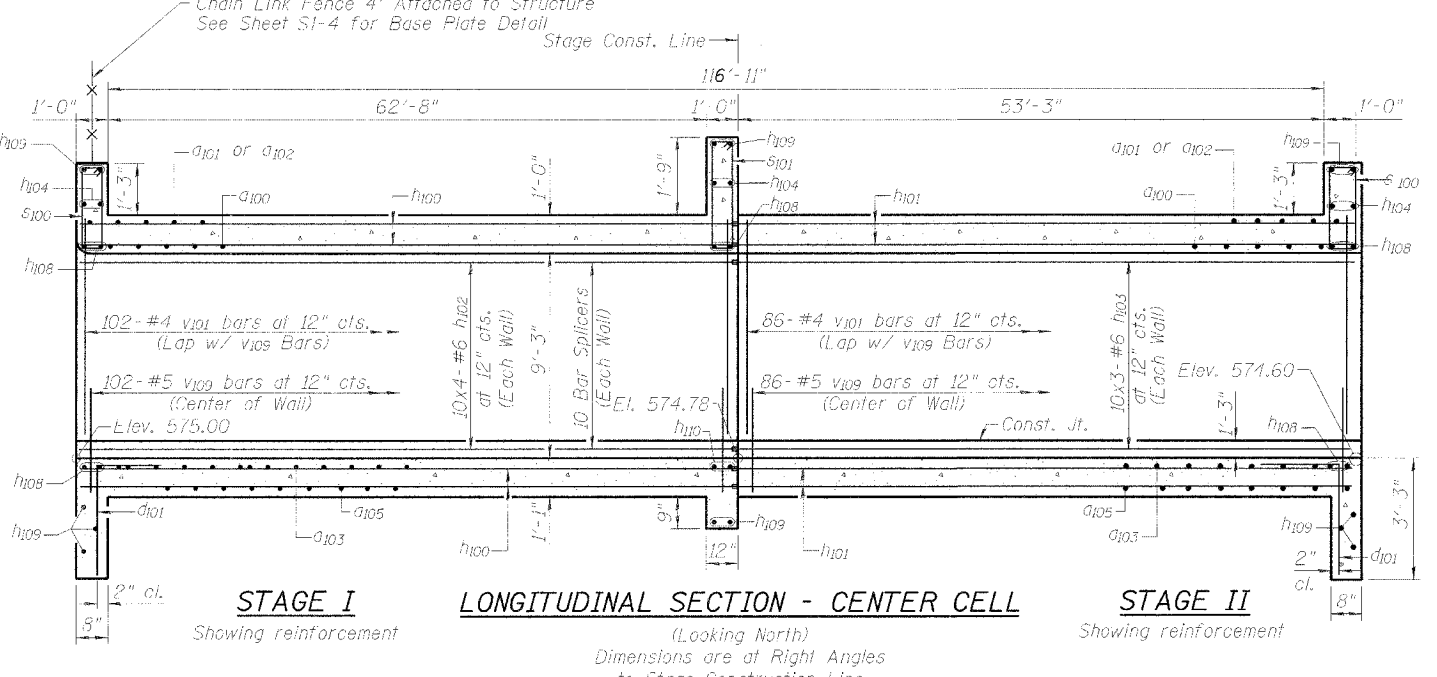 Chain Link Fence 4' Attached to Structure
See Sheet S1-4 for Base Plate Detail
Stage Const. Line
116'-11"
1'-0"
62'-8"
1'-0"
53'-3"
1'-0"
h109
a101 or a102
h109
a101 or a102
h109
s101
1'-3"
1'-0"
1'-9"
1'-3"
h104
a100
h100
h104
h101
a100
s100
s100
h104
h108
h108
h108
102-#4 v101 bars at 12" cts.
(Lap w/ v109 Bars)
10x4-#6 h102
at 12" cts.
(Each Wall)
9'-3"
10 Bar Splicers
(Each Wall)
86-#4 v101 bars at 12" cts.
(Lap w/ v109 Bars)
10x3-#6 h103
at 12" cts.
(Each Wall)
102-#5 v109 bars at 12" cts.
(Center of Wall)
86-#5 v109 bars at 12" cts.
(Center of Wall)
Elev. 574.60
El. 574.78
Elev. 575.00
h110
Const. Jt.
1'-3"
h108
h108
d101
h109
a105
a103
h100
1'-1"
9"
h109
12"
h101
a105
a103
h109
3'-3"
d101
2" cl.
8"
2"
cl.
8"
STAGE I
Showing reinforcement
LONGITUDINAL SECTION - CENTER CELL
(Looking North)
Dimensions are at Right Angles
to Stage Construction Line
STAGE II
Showing reinforcement